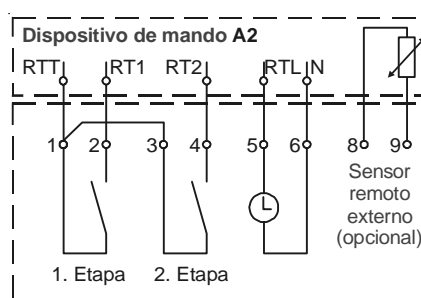 Dispositivo de mando A2
RTT RT1 RT2 RTL N
1 2 3 4 5 6 8 9
Sensor
remoto
externo
(opcional)
1. Etapa 2. Etapa